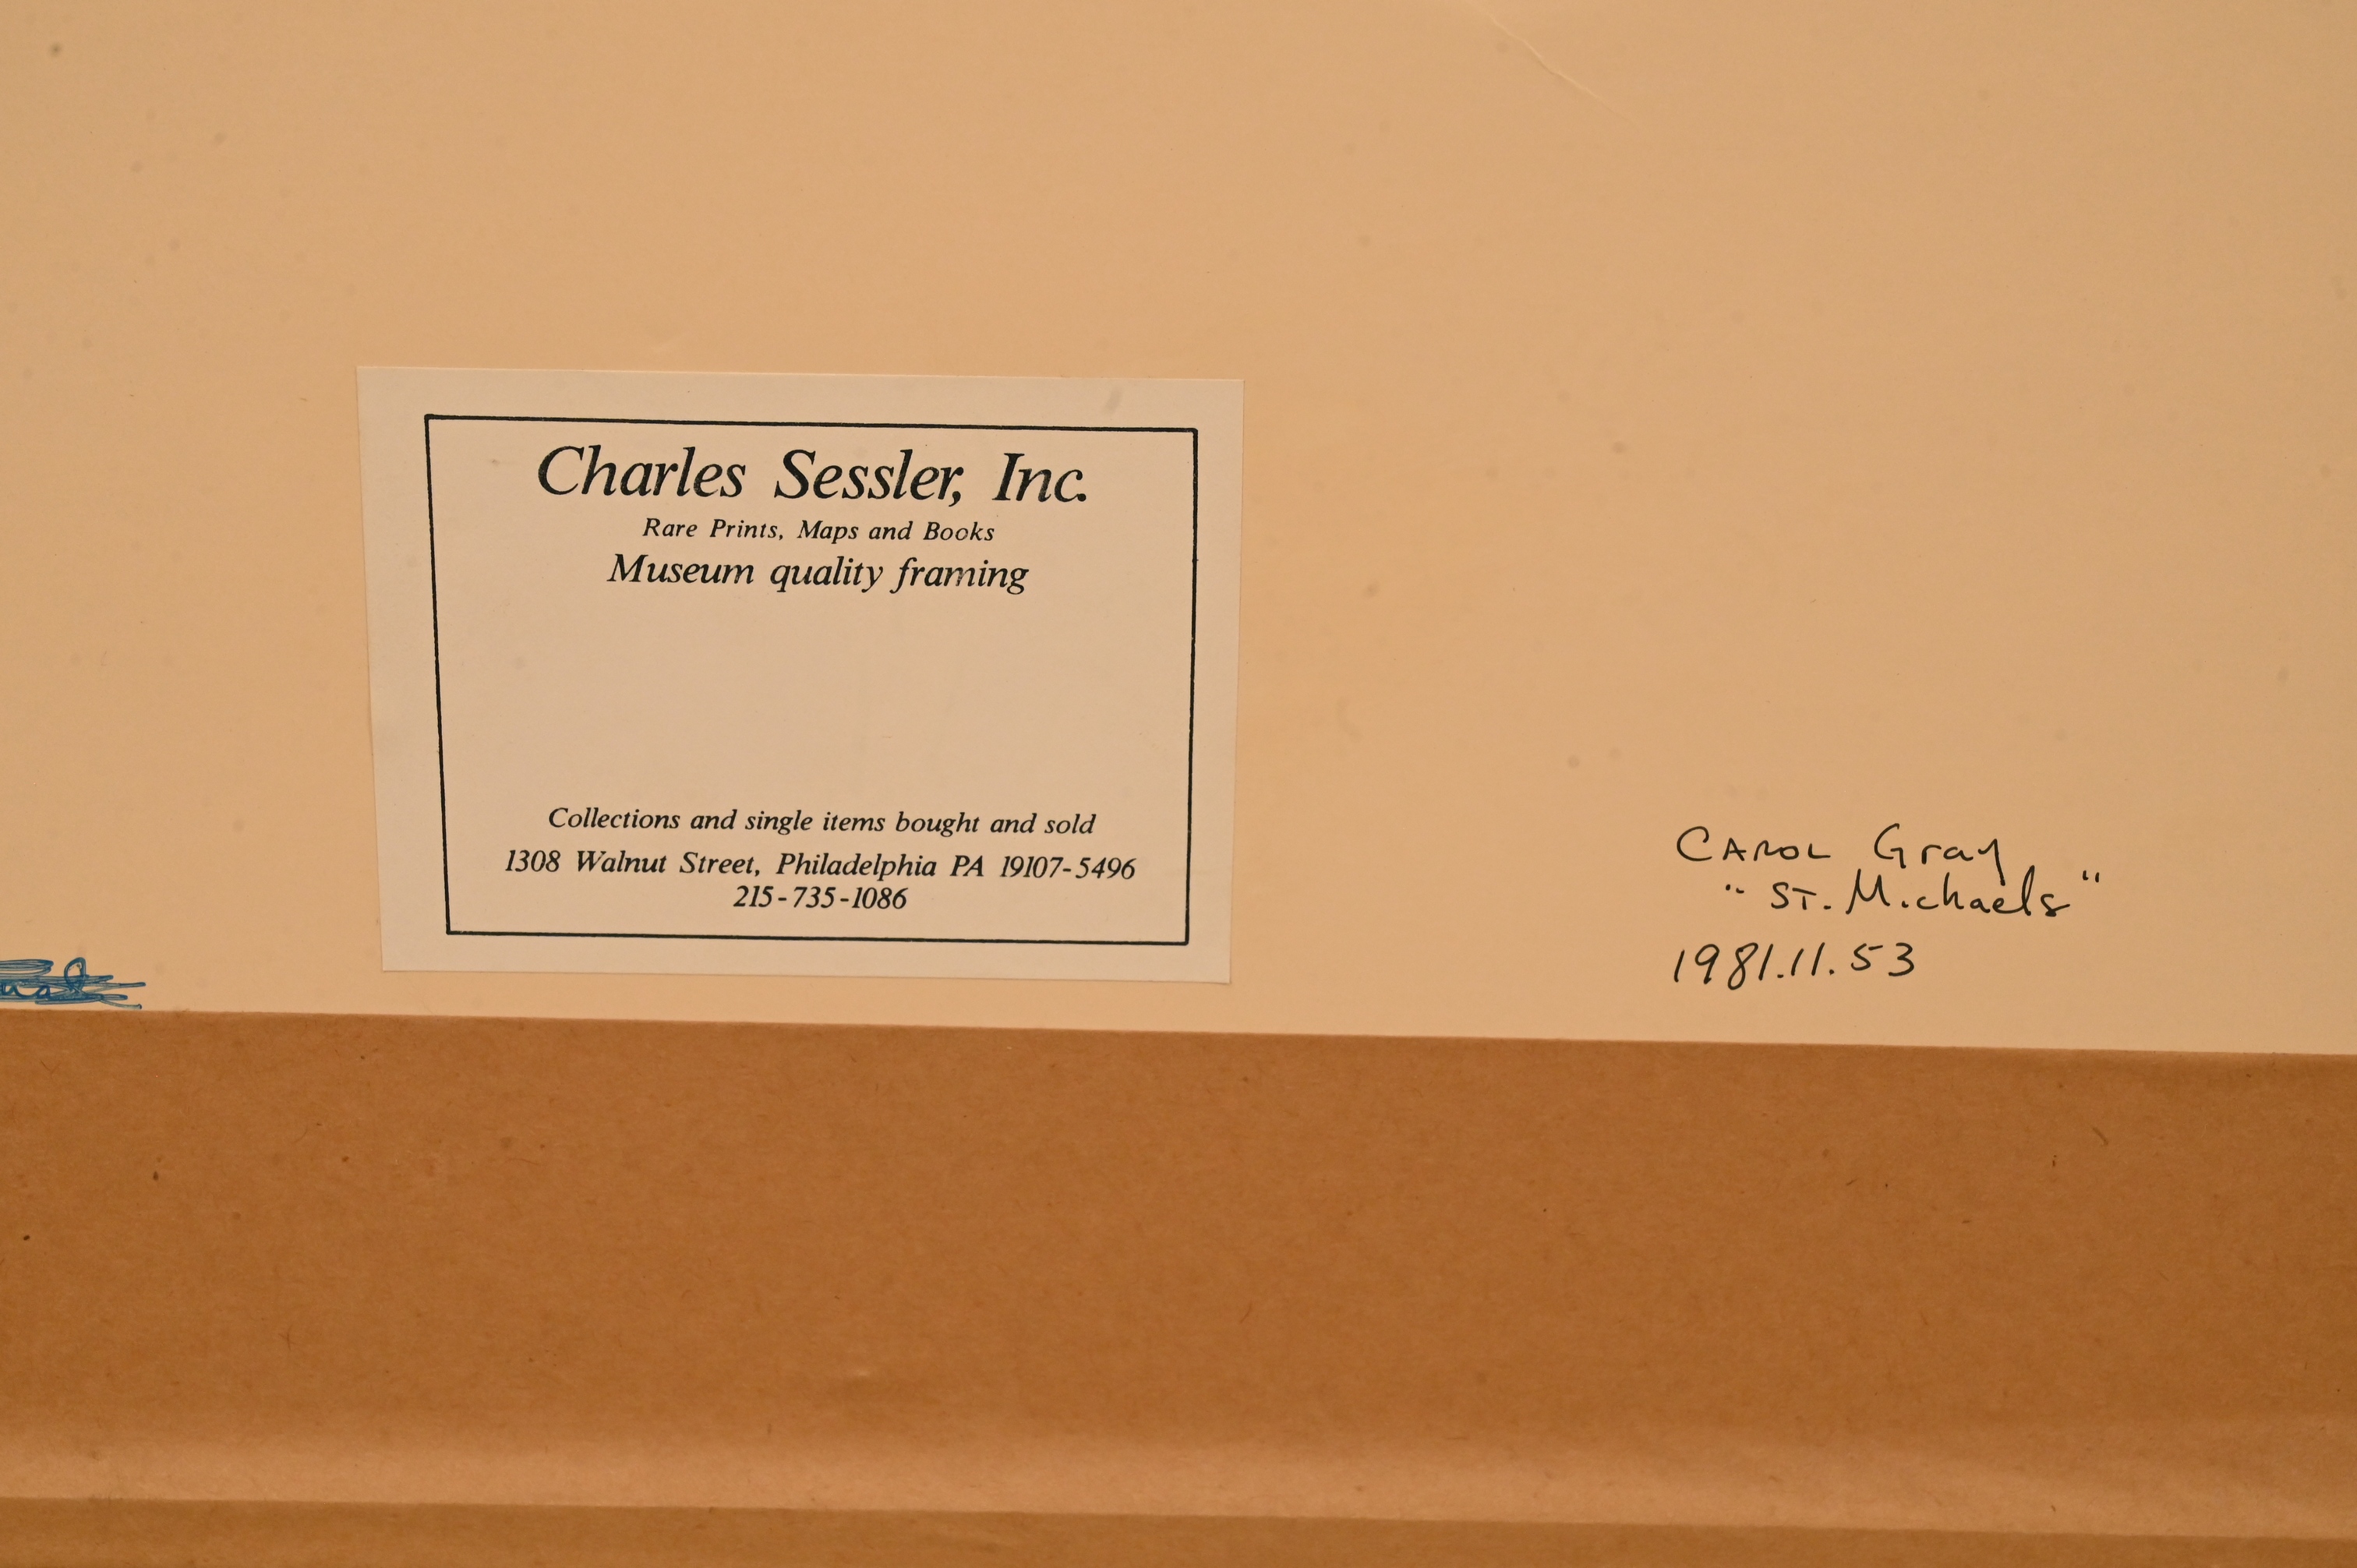 Charles Sessler, Inc.
Rare Prints, Maps and Books
Museum quality framing
Collections and single items bought and sold
1308 Walnut Street, Philadelphia PA 19107-5496
215-735-1086
CAROL Gray
"ST. Michaels"
1981.11.53